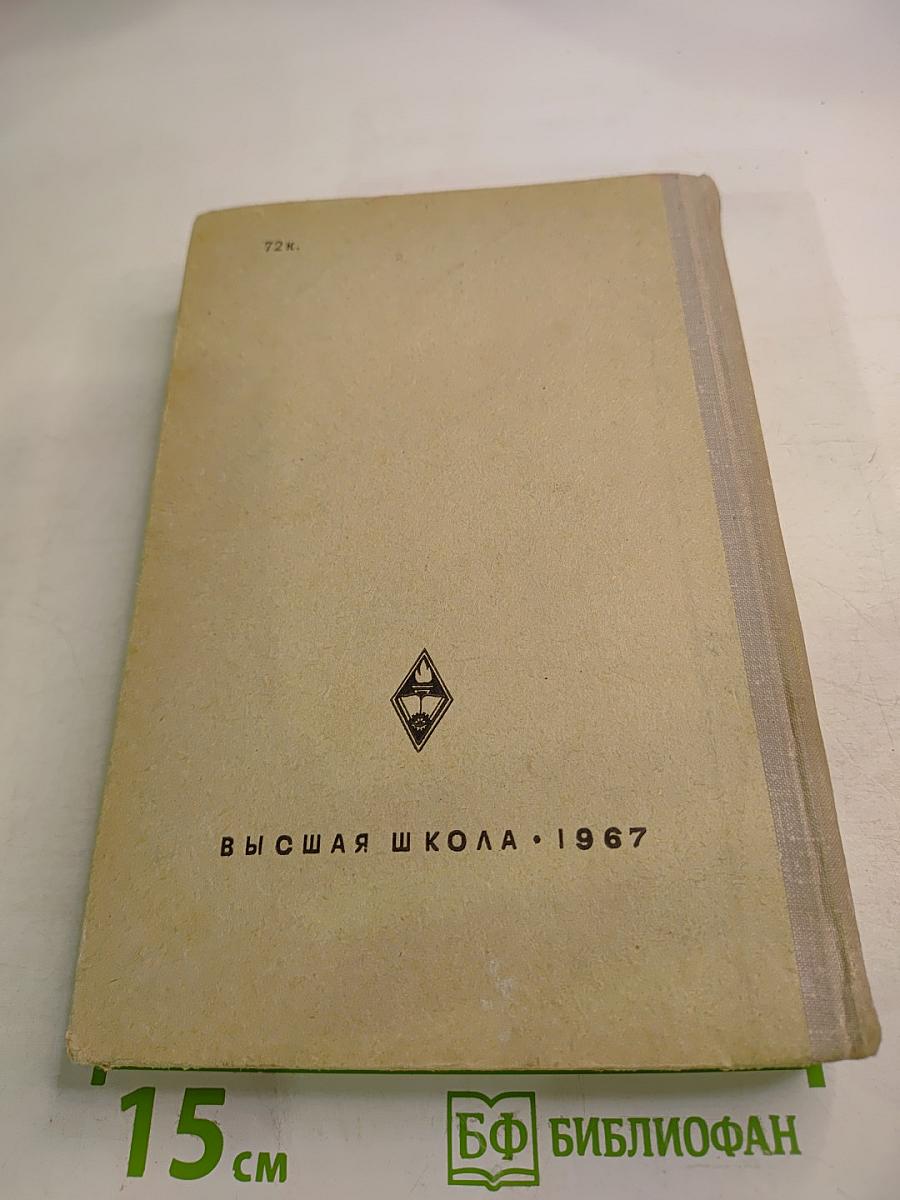 72к.
ВЫСШАЯ ШКОЛА • 1967
15 см
БФ БИБЛИОФАН